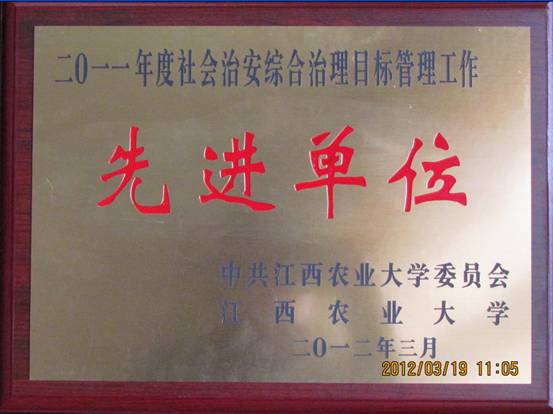 二0一一年度社会治安综合治理目标管理工作
先进单位
中共江西农业大学委员会
江西农业大学
二0一二年三月
2012/03/19 11:05